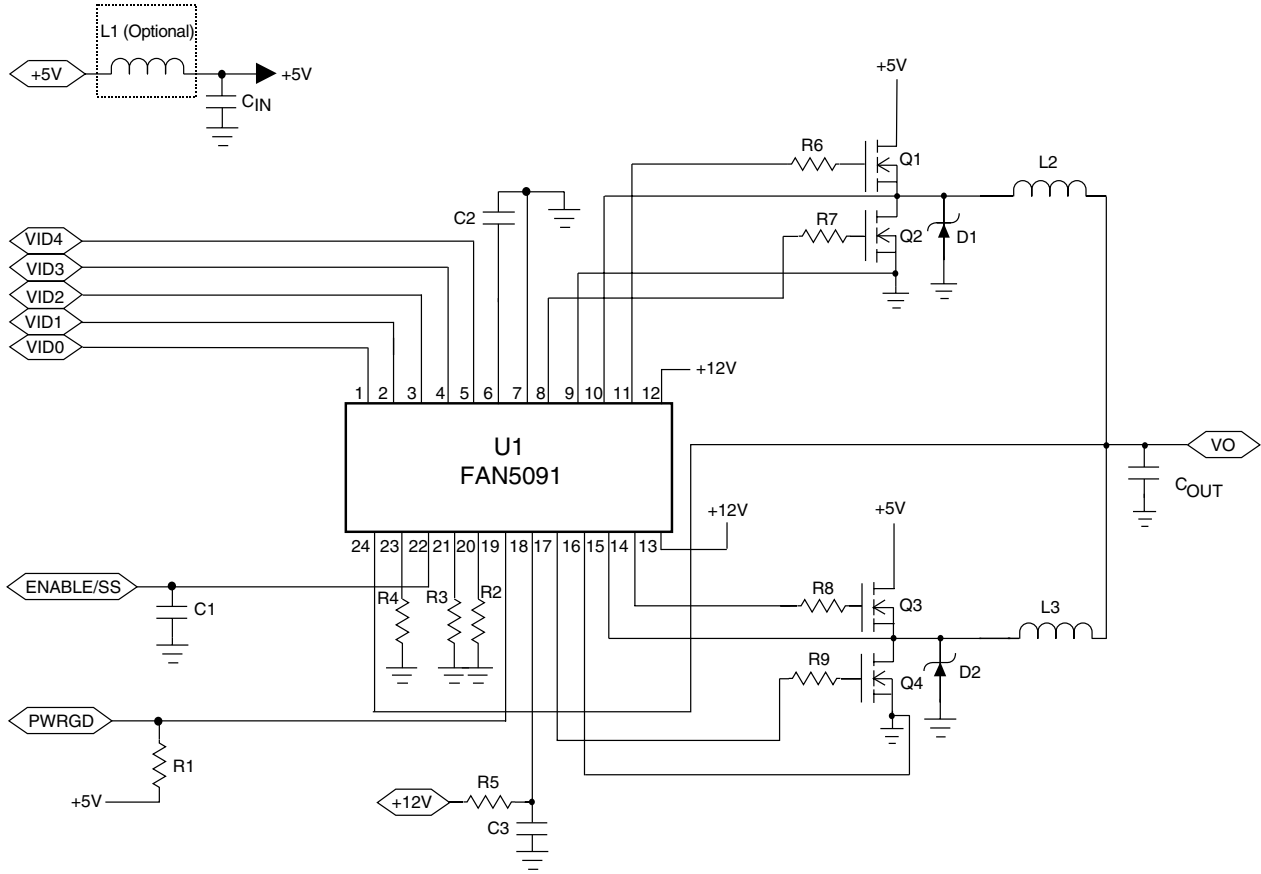 L1 (Optional)
+5V
+5V
CIN
+5V
R6
Q1
L2
C2
R7
Q2
D1
VID4
VID3
VID2
VID1
VID0
+12V
1 2 3 4 5 6 7 8 9 10 11 12
U1
FAN5091
VO
COUT
+12V
+5V
24 23 22 21 20 19 18 17 16 15 14 13
ENABLE/SS
C1
R4
R3
R2
R8
Q3
L3
R9
Q4
D2
PWRGD
R1
+5V
+12V
R5
C3